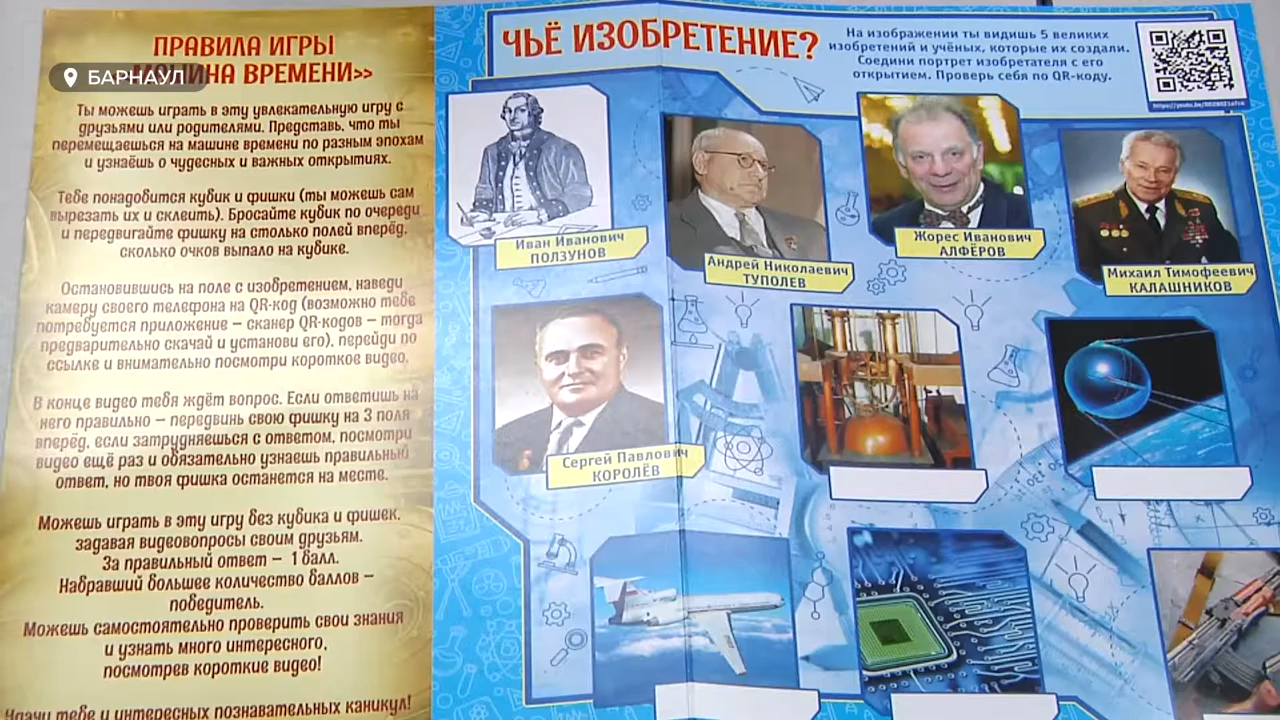 БАРНАУЛ
ПРАВИЛА ИГРЫ
ВРЕМЕНИ»
Ты можешь играть в эту увлекательную игру с
друзьями или родителями. Представь, что ты
перемещаешься на машине времени по разным эпохам
и узнаёшь о чудесных и важных открытиях.
Тебе понадобится кубик и фишки (ты можешь сам
вырезать их и склеить). Бросайте кубик по очереди
и передвигайте фишку на столько полей вперёд,
сколько очков выпало на кубике.
Остановившись на поле с изобретением, наведи
камеру своего телефона на QR-код (возможно тебе
потребуется приложение – сканер QR-кодов – тогда
предварительно скачай и установи его), перейди по
ссылке и внимательно посмотри короткое видео.
В конце видео тебя ждёт вопрос. Если ответишь на
него правильно – передвинь свою фишку на 3 поля
вперёд, если затрудняешься с ответом, посмотри
видео ещё раз и обязательно узнаешь правильный
ответ, но твоя фишка останется на месте.
Можешь играть в эту игру без кубика и фишек,
задавая видеовопросы своим друзьям.
За правильный ответ – 1 балл.
Набравший большее количество баллов –
победитель.
Можешь самостоятельно проверить свои знания
и узнать много интересного,
посмотрев короткие видео!
Удачи тебе и интересных познавательных каникул!
ЧЬЁ ИЗОБРЕТЕНИЕ?
На изображении ты видишь 5 великих
изобретений и учёных, которые их создали.
Соедини портрет изобретателя с его
открытием. Проверь себя по QR-коду.
Иван Иванович
ПОЛЗУНОВ
Андрей Николаевич
ТУПОЛЕВ
Жорес Иванович
АЛФЁРОВ
Михаил Тимофеевич
КАЛАШНИКОВ
Сергей Павлович
КОРОЛЁВ